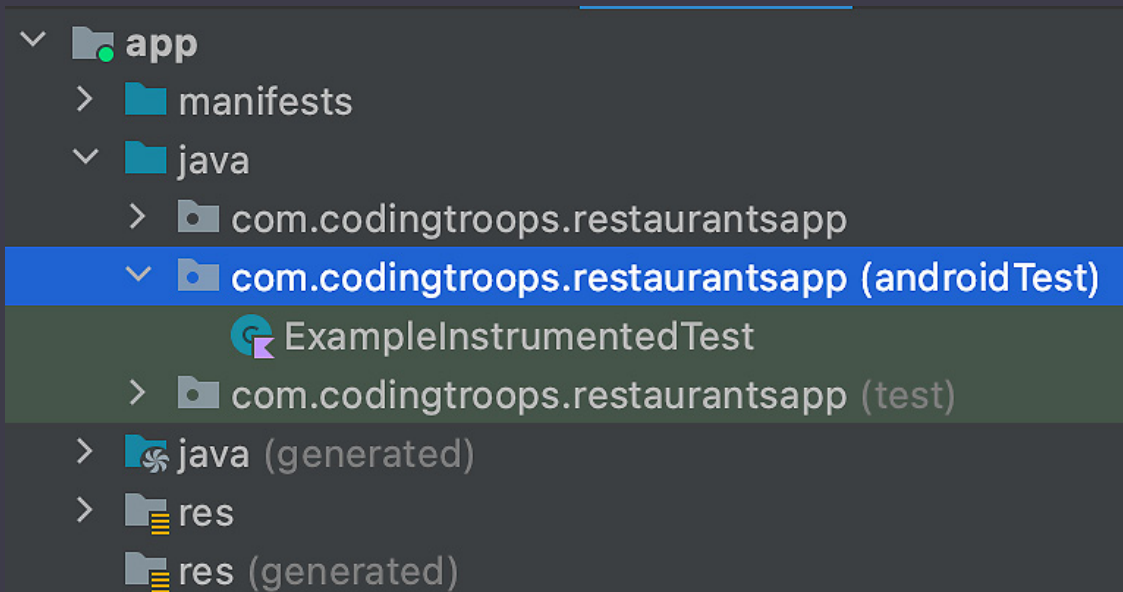 app
manifests
java
com.codingtroops.restaurantsapp
com.codingtroops.restaurantsapp (androidTest)
ExampleInstrumentedTest
com.codingtroops.restaurantsapp (test)
java (generated)
res
res (generated)